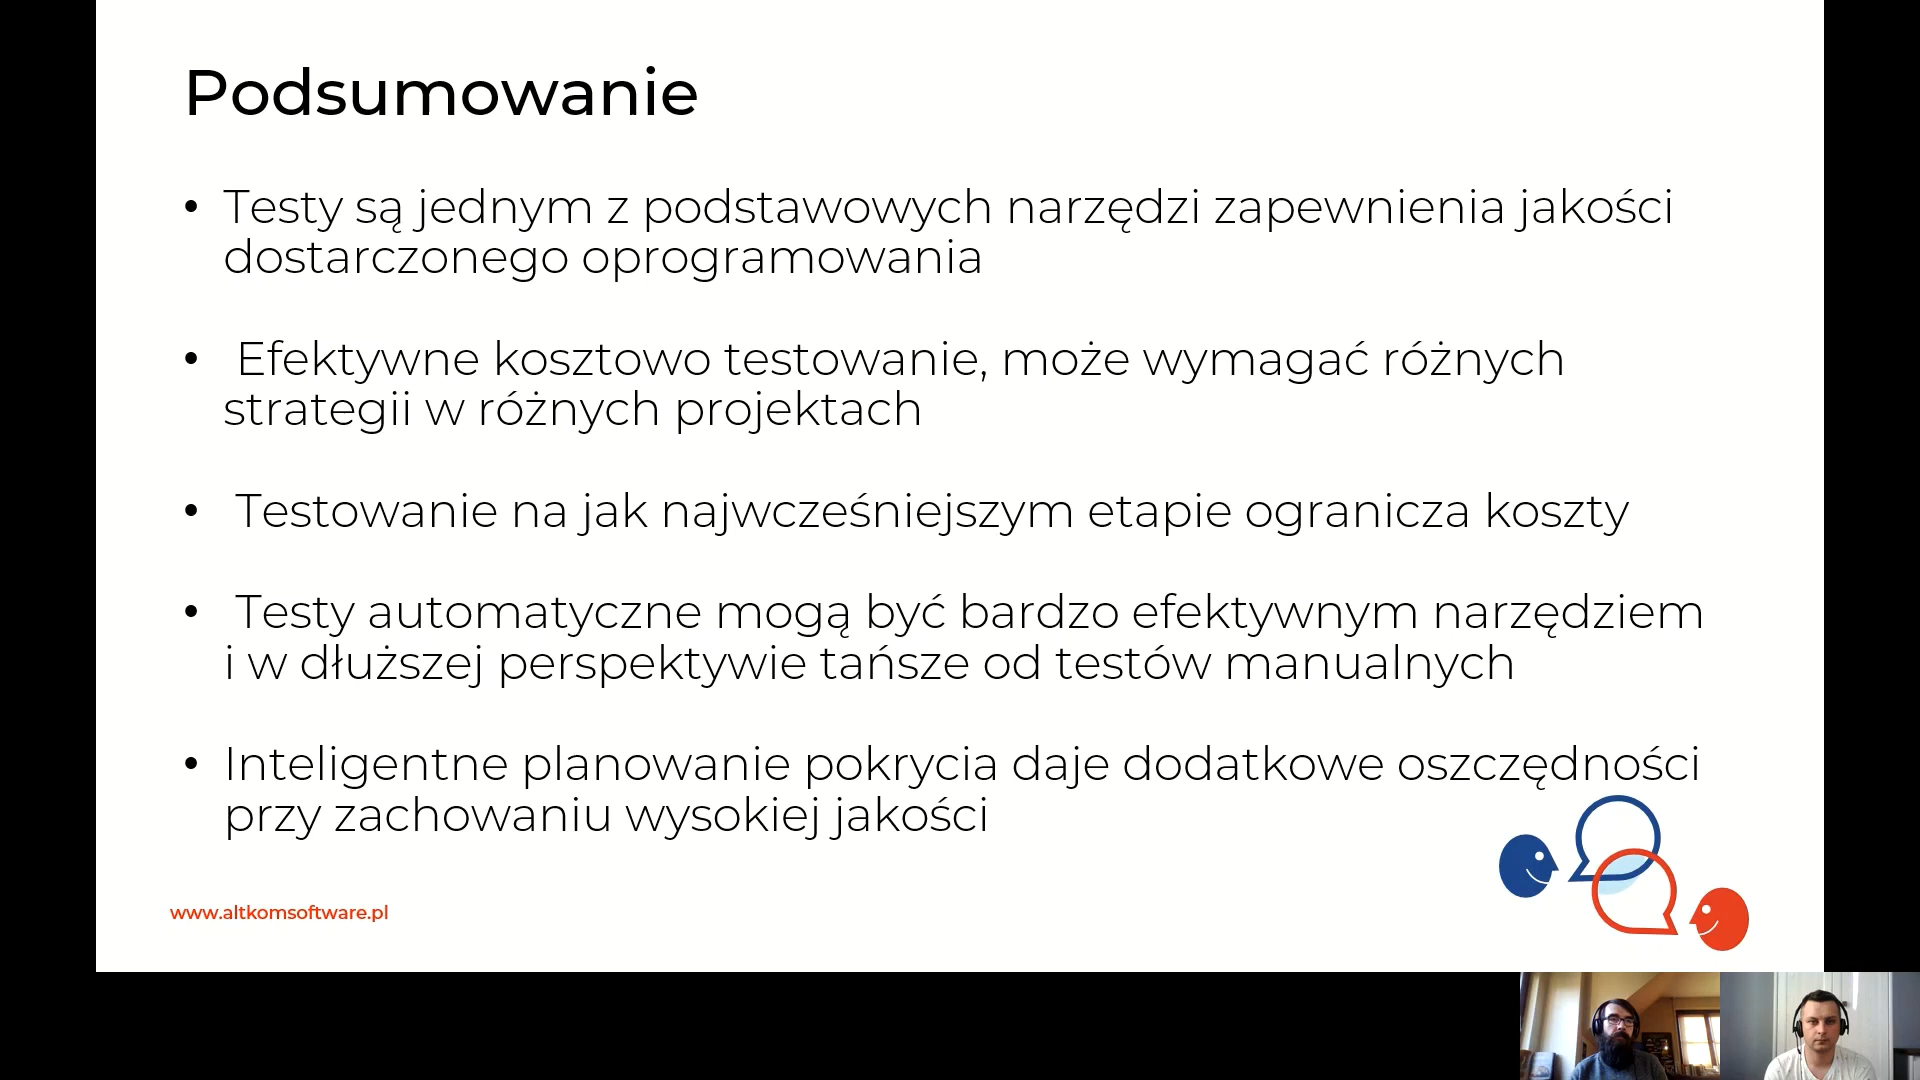 Podsumowanie
• Testy są jednym z podstawowych narzędzi zapewnienia jakości
dostarczonego oprogramowania
• Efektywne kosztowo testowanie, może wymagać różnych
strategii w różnych projektach
• Testowanie na jak najwcześniejszym etapie ogranicza koszty
• Testy automatyczne mogą być bardzo efektywnym narzędziem
i w dłuższej perspektywie tańsze od testów manualnych
• Inteligentne planowanie pokrycia daje dodatkowe oszczędności
przy zachowaniu wysokiej jakości
www.altkomsoftware.pl